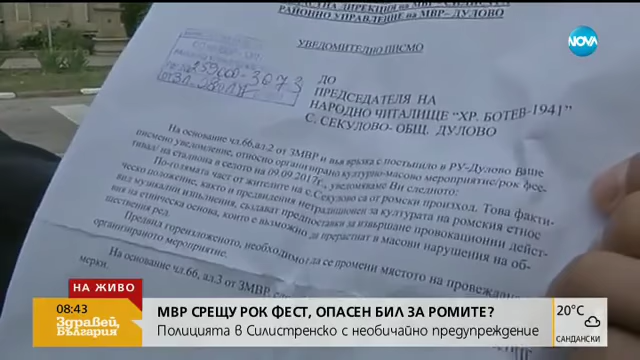 ОБЛАСТНА ДИРЕКЦИЯ НА МВР – СИЛИСТРА
РАЙОННО УПРАВЛЕНИЕ НА МВР– ДУЛОВО
УВЕДОМИТЕЛНО ПИСМО
ДО
ПРЕДСЕДАТЕЛЯ НА
НАРОДНО ЧИТАЛИЩЕ "ХР. БОТЕВ-1941"
С. СЕКУЛОВО- ОБЩ. ДУЛОВО
На основание чл.66,ал.2 от ЗМВР и във връзка с постъпило в РУ-Дулово Ваше
писмено уведомление, относно организирано културно-масово мероприятие/рок фес-
тивал/ на стадиона в селото на 09.09.2017г., уведомяваме Ви следното:
По-голямата част от жителите на с.Секулово са от ромски произход. Това факти-
ческо положение, както и предвидения нетрадиционен за културата на ромския етнос
музикални изпълнения, създават предпоставки за извършване провокационни дейст-
вия на етническа основа, които е възможно да прераснат в масови нарушения на об-
ществения ред.
Предвид гореизложеното, необходимо е да се промени мястото на провеждане
организираното мероприятие.
На основание чл.66, ал.3 от ЗМВР, сле
мерки.
NOVA
НА ЖИВО
08:43
Здравей,
България
МВР СРЕЩУ РОК ФЕСТ, ОПАСЕН БИЛ ЗА РОМИТЕ?
Полицията в Силистренско с необичайно предупреждение
20°C
САНДАНСКИ